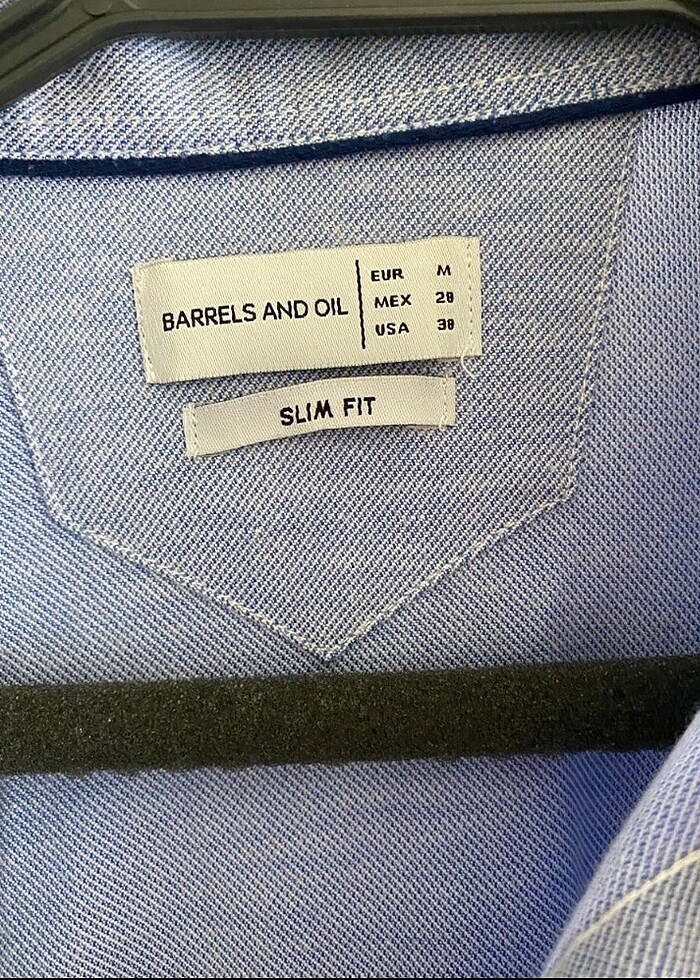 BARRELS AND OIL
EUR M
MEX 28
USA 38
SLIM FIT